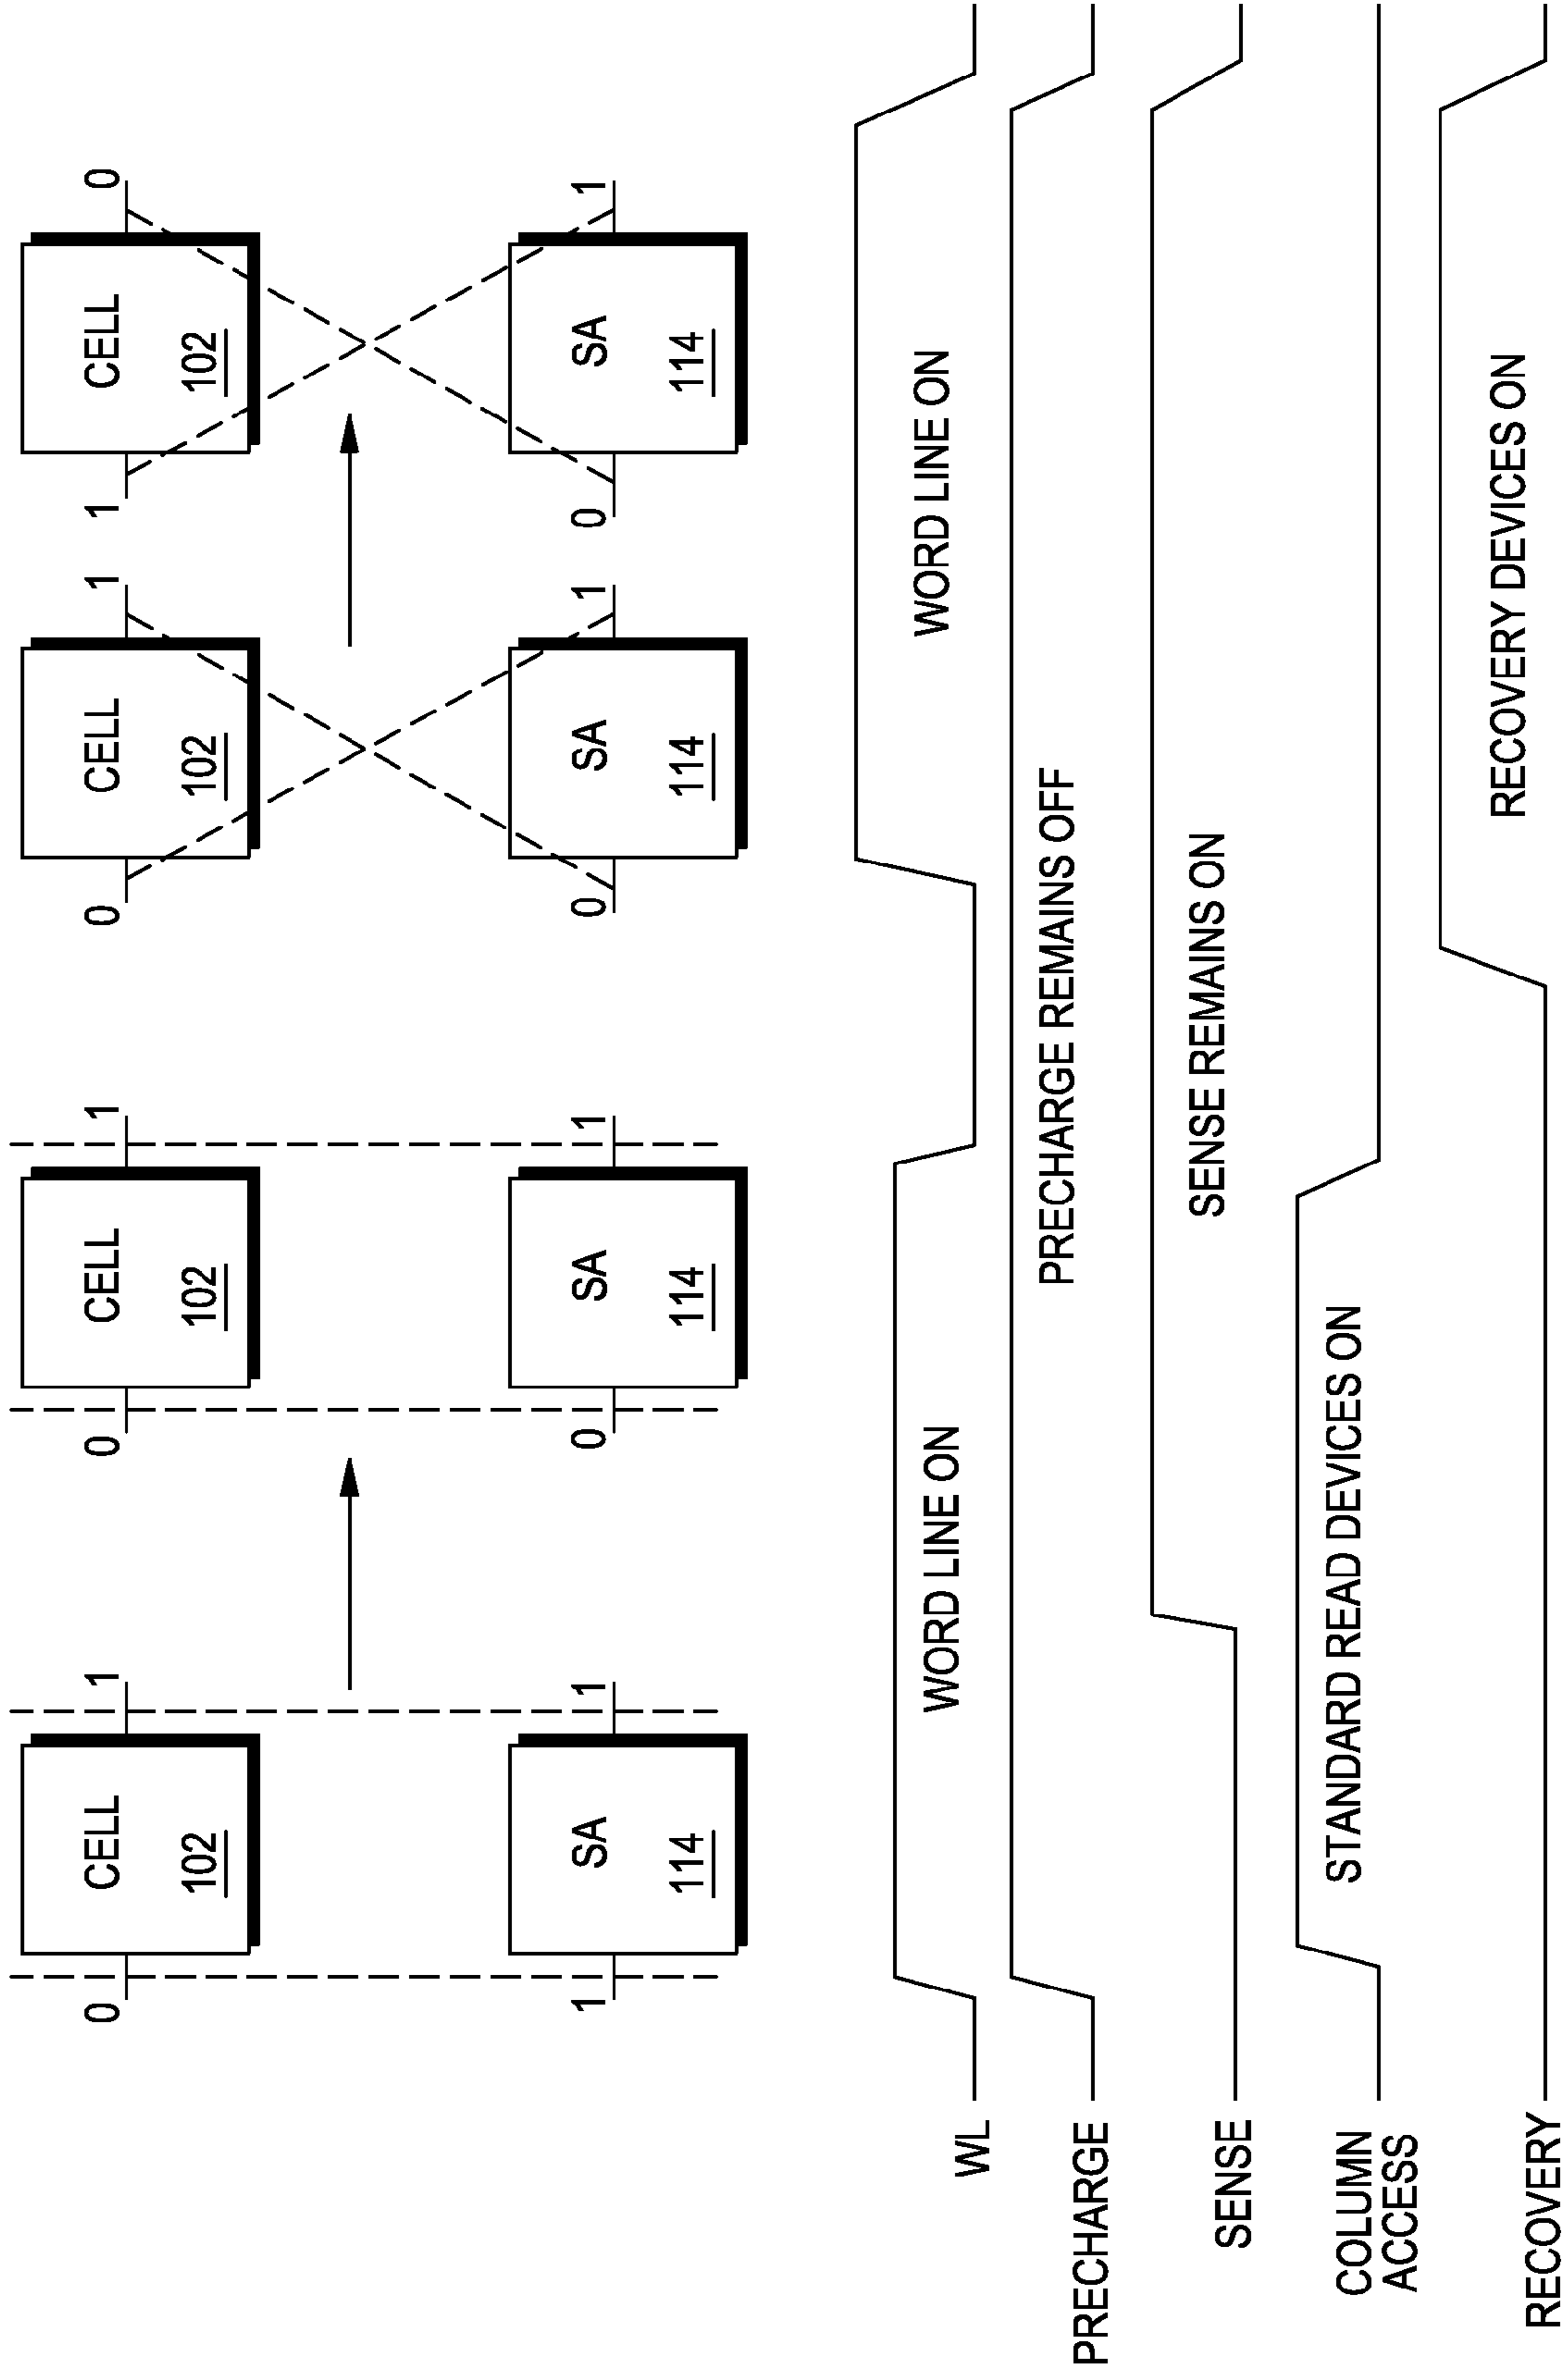 0 CELL 1 0 CELL 1 0 CELL 1 1 CELL 0
102 102 102 102
1 SA 1 0 SA 1 0 SA 1 0 SA 1
114 114 114 114
WL WORD LINE ON WORD LINE ON
PRECHARGE PRECHARGE REMAINS OFF
SENSE SENSE REMAINS ON
COLUMN
ACCESS STANDARD READ DEVICES ON
RECOVERY RECOVERY DEVICES ON